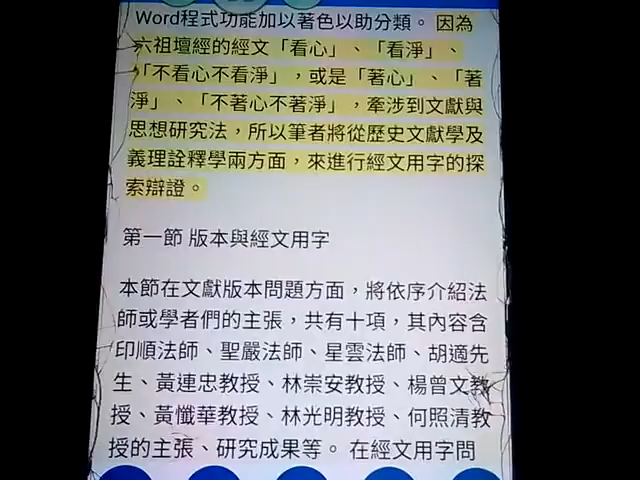 Word程式功能加以著色以助分類。 因為
六祖壇經的經文「看心」、「看淨」、
「不看心不看淨」，或是「著心」、「著
淨」、「不著心不著淨」，牽涉到文獻與
思想研究法，所以筆者將從歷史文獻學及
義理詮釋學兩方面，來進行經文用字的探
索辯證。
第一節 版本與經文用字
本節在文獻版本問題方面，將依序介紹法
師或學者們的主張，共有十項，其內容含
印順法師、聖嚴法師、星雲法師、胡適先
生、黃連忠教授、林崇安教授、楊曾文教
授、黃懺華教授、林光明教授、何照清教
授的主張、研究成果等。 在經文用字問